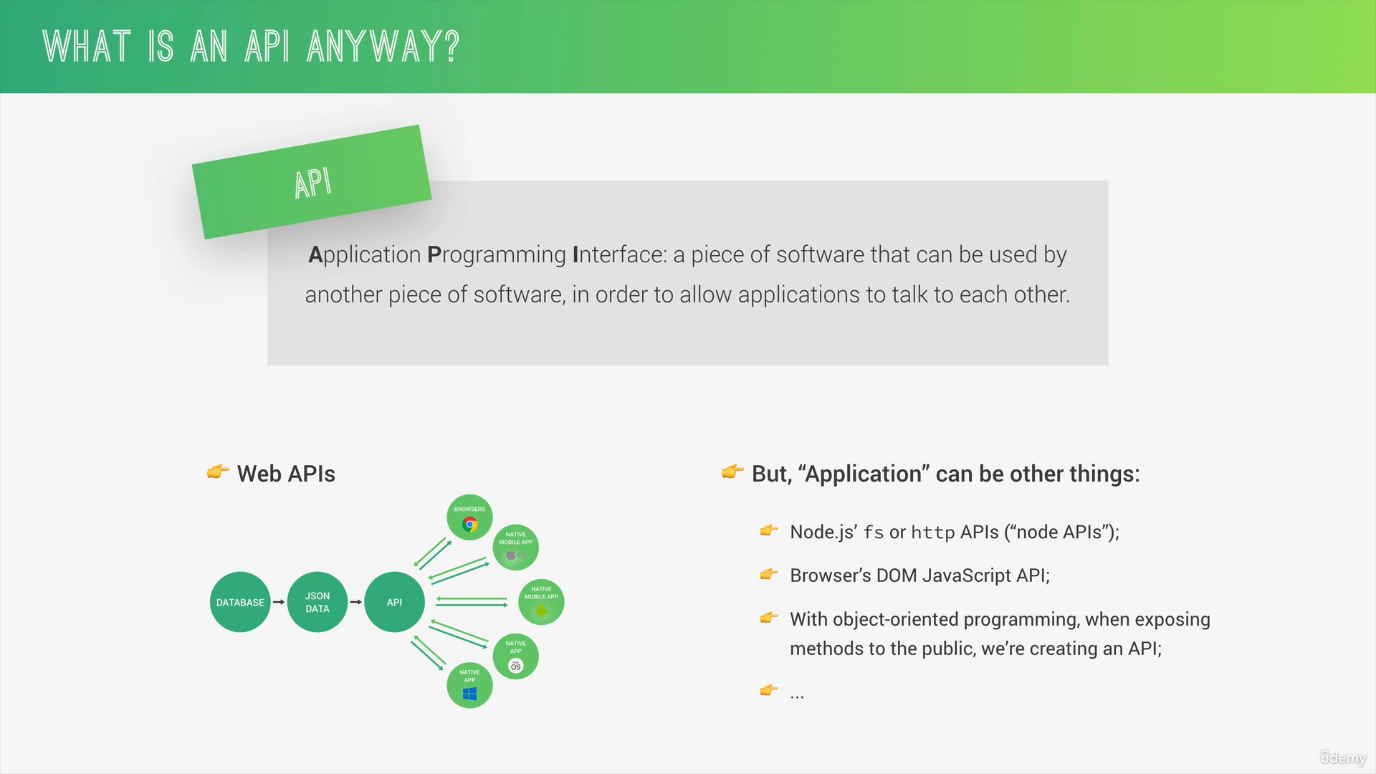 WHAT IS AN API ANYWAY?
API
Application Programming Interface: a piece of software that can be used by
another piece of software, in order to allow applications to talk to each other.
👉 Web APIs
BROWSERS
NATIVE
MOBILE APP
DATABASE
JSON
DATA
API
NATIVE
MOBILE APP
NATIVE
APP
OS
NATIVE
APP
👉 But, “Application” can be other things:
👉 Node.js’ fs or http APIs (“node APIs”);
👉 Browser’s DOM JavaScript API;
👉 With object-oriented programming, when exposing
methods to the public, we’re creating an API;
👉 ...
ûdemy